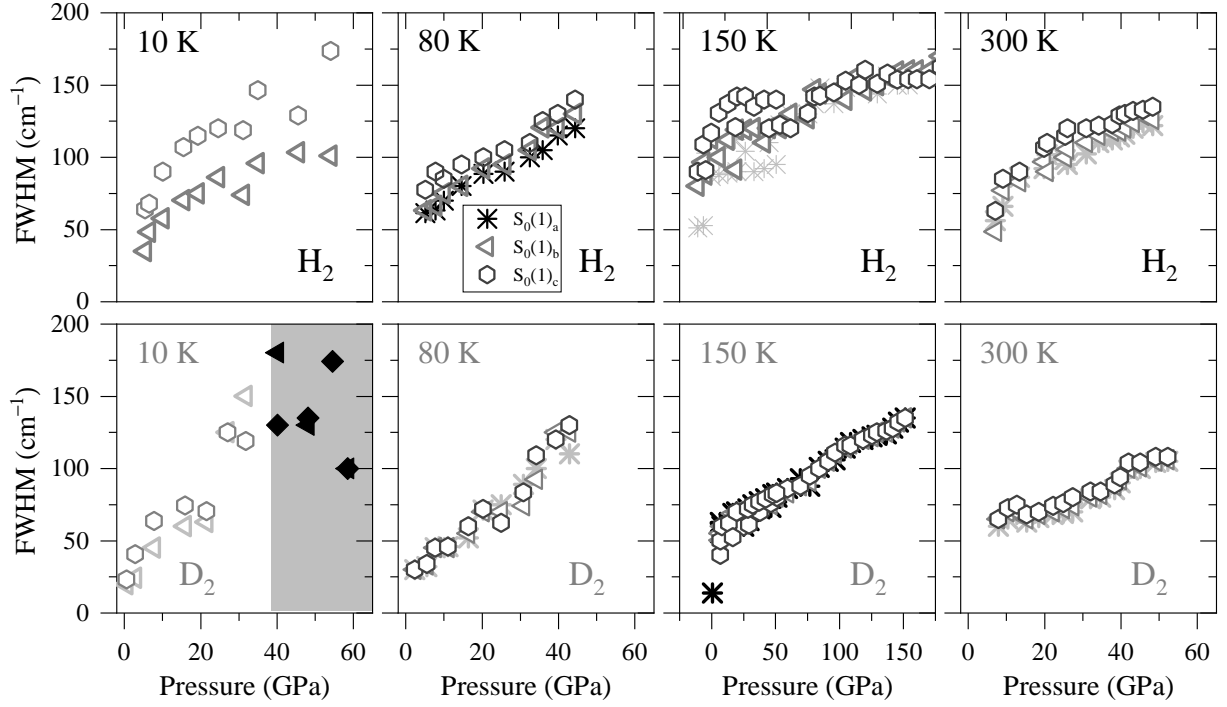 200
150
100
50
0
FWHM (cm⁻¹)
10 K
H₂
80 K
S₀(1)ₐ
S₀(1)_b
S₀(1)_c
H₂
150 K
H₂
300 K
H₂
200
150
100
50
0
FWHM (cm⁻¹)
10 K
D₂
80 K
D₂
150 K
D₂
300 K
D₂
0 20 40 60
0 20 40 60
0 50 100 150
0 20 40 60
Pressure (GPa)
Pressure (GPa)
Pressure (GPa)
Pressure (GPa)